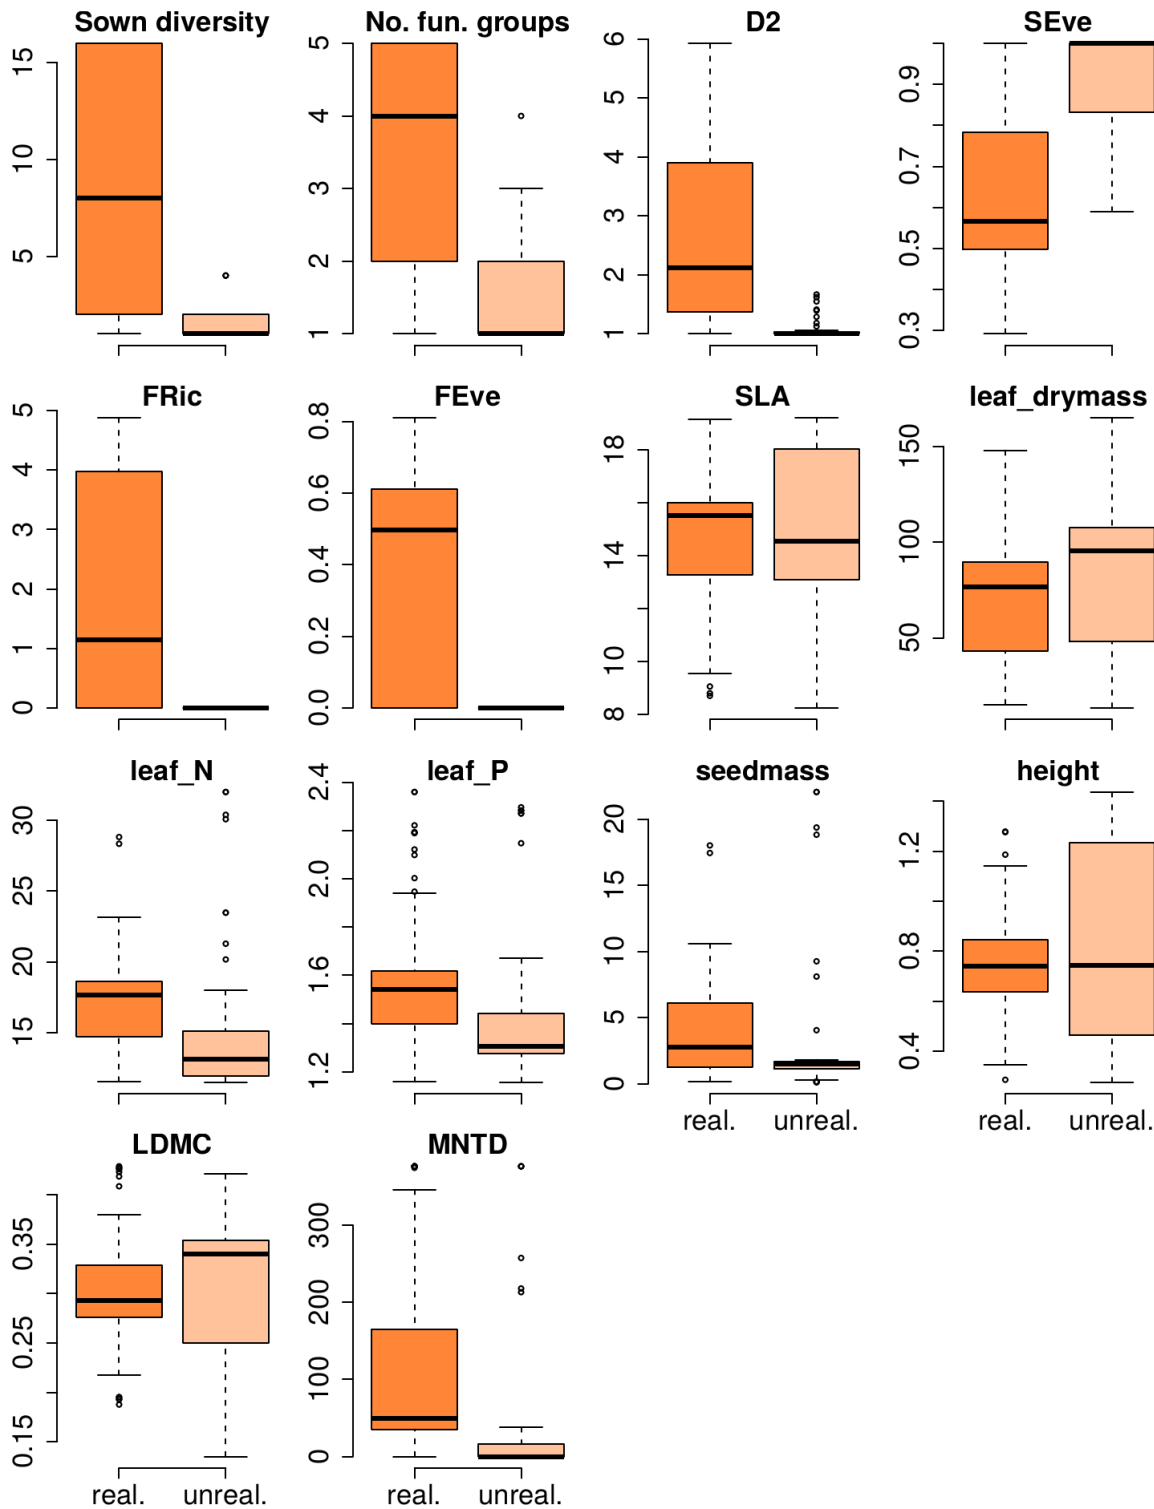 Sown diversity No. fun. groups D2 SEve
5 10 15 1 2 3 4 5 1 2 3 4 5 6 0.3 0.5 0.7 0.9
FRic FEve SLA leaf_drymass
0 1 2 3 4 5 0.0 0.2 0.4 0.6 0.8 8 10 14 18 50 100 150
leaf_N leaf_P seedmass height
15 20 25 30 1.2 1.6 2.0 2.4 0 5 10 15 20 0.4 0.8 1.2
real. unreal. real. unreal.
LDMC MNTD
0.15 0.25 0.35 0 100 200 300
real. unreal. real. unreal.